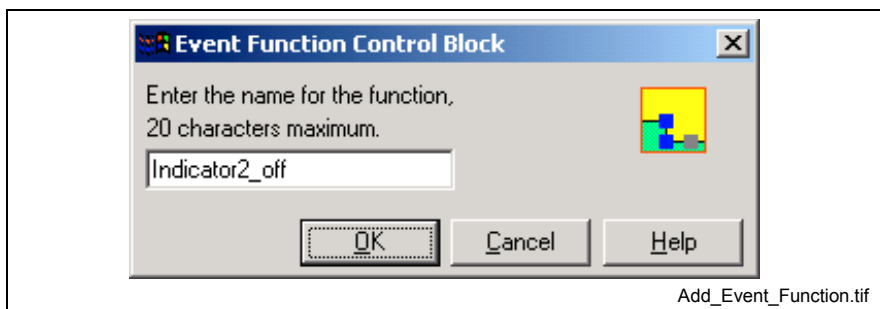 Event Function Control Block
Enter the name for the function,
20 characters maximum.
Indicator2_off
OK Cancel Help
Add_Event_Function.tif